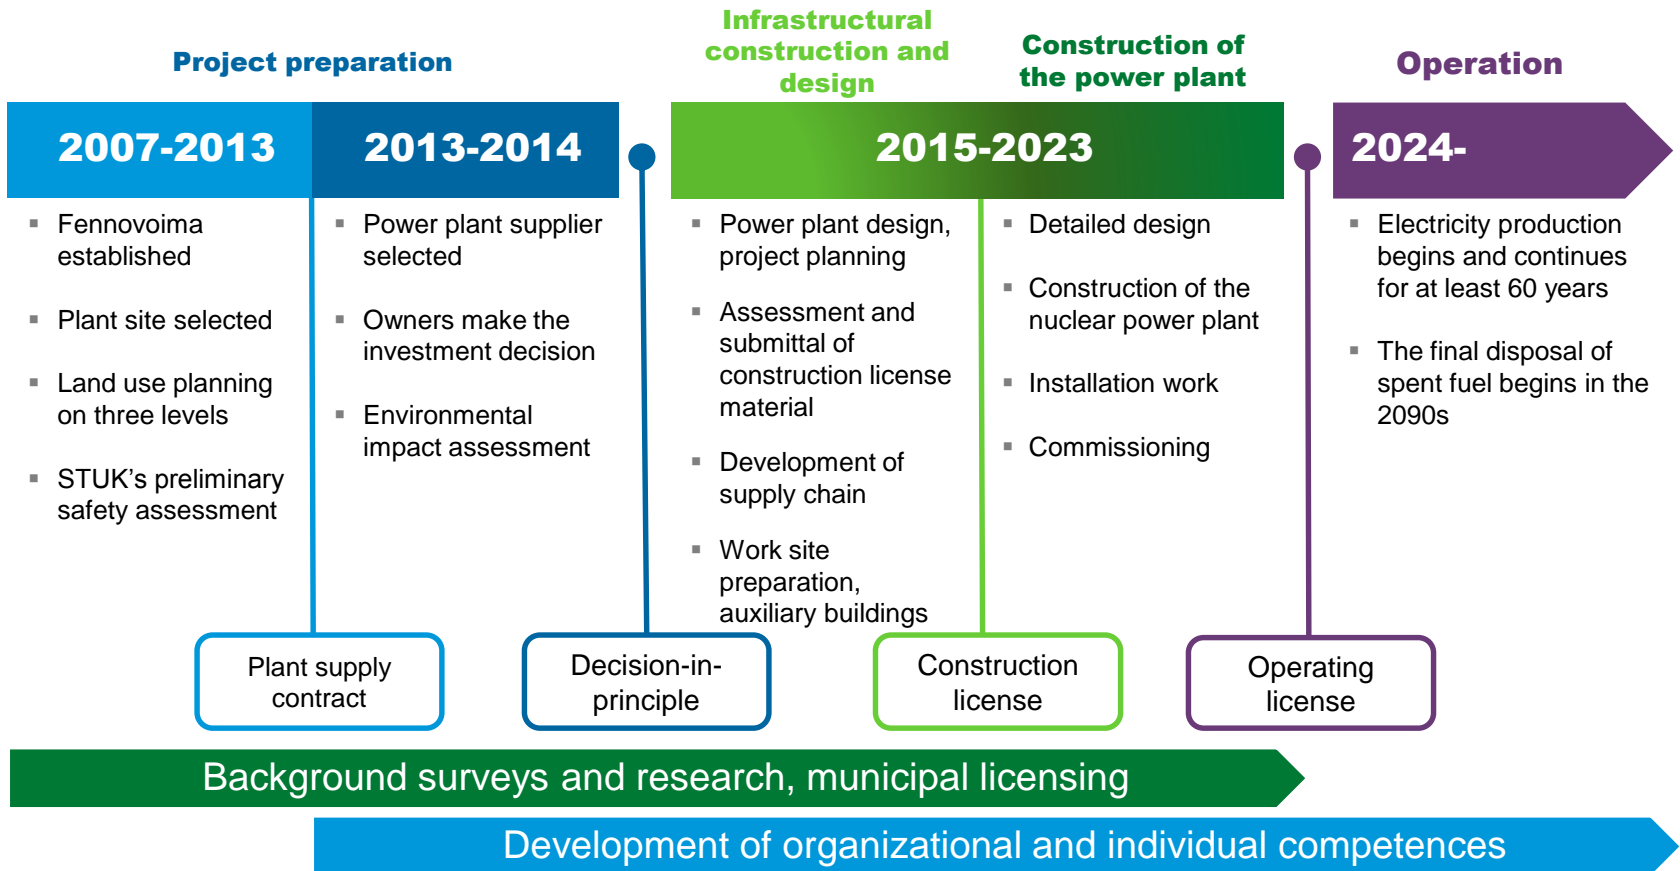 Project preparation
Infrastructural
construction and
design
Construction of
the power plant
Operation
2007-2013
2013-2014
2015-2023
2024-
▪ Fennovoima
established
▪ Plant site selected
▪ Land use planning
on three levels
▪ STUK’s preliminary
safety assessment
▪ Power plant supplier
selected
▪ Owners make the
investment decision
▪ Environmental
impact assessment
▪ Power plant design,
project planning
▪ Assessment and
submittal of
construction license
material
▪ Development of
supply chain
▪ Work site
preparation,
auxiliary buildings
▪ Detailed design
▪ Construction of the
nuclear power plant
▪ Installation work
▪ Commissioning
▪ Electricity production
begins and continues
for at least 60 years
▪ The final disposal of
spent fuel begins in the
2090s
Plant supply
contract
Decision-in-
principle
Construction
license
Operating
license
Background surveys and research, municipal licensing
Development of organizational and individual competences